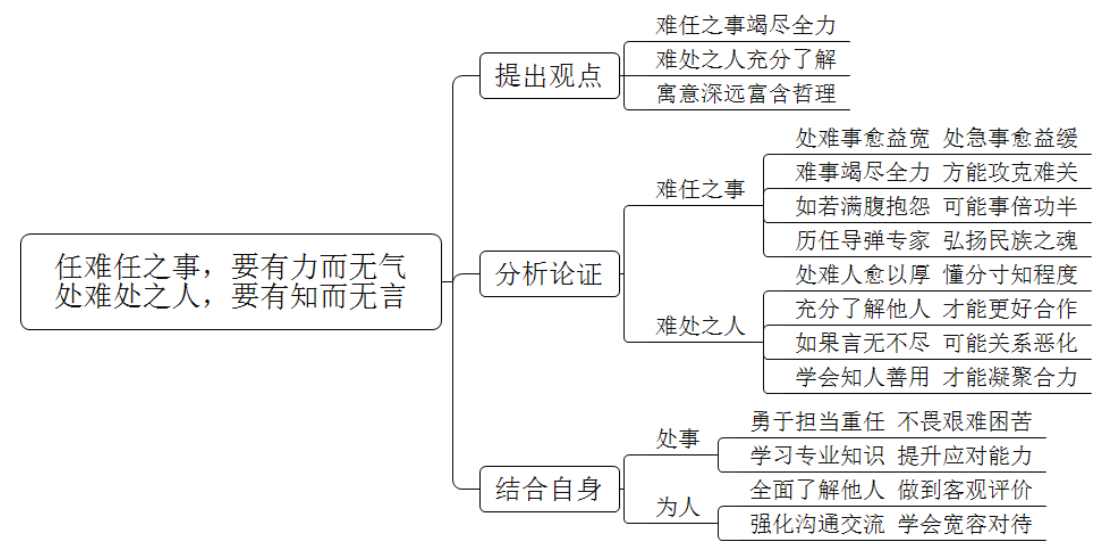 任难任之事，要有力而无气
处难处之人，要有知而无言
提出观点
难任之事竭尽全力
难处之人充分了解
寓意深远富含哲理
分析论证
难任之事
处难事愈益宽 处急事愈益缓
难事竭尽全力 方能攻克难关
如若满腹抱怨 可能事倍功半
历任导弹专家 弘扬民族之魂
难处之人
处难人愈以厚 懂分寸知程度
充分了解他人 才能更好合作
如果言无不尽 可能关系恶化
学会知人善用 才能凝聚合力
结合自身
处事
勇于担当重任 不畏艰难困苦
学习专业知识 提升应对能力
为人
全面了解他人 做到客观评价
强化沟通交流 学会宽容对待